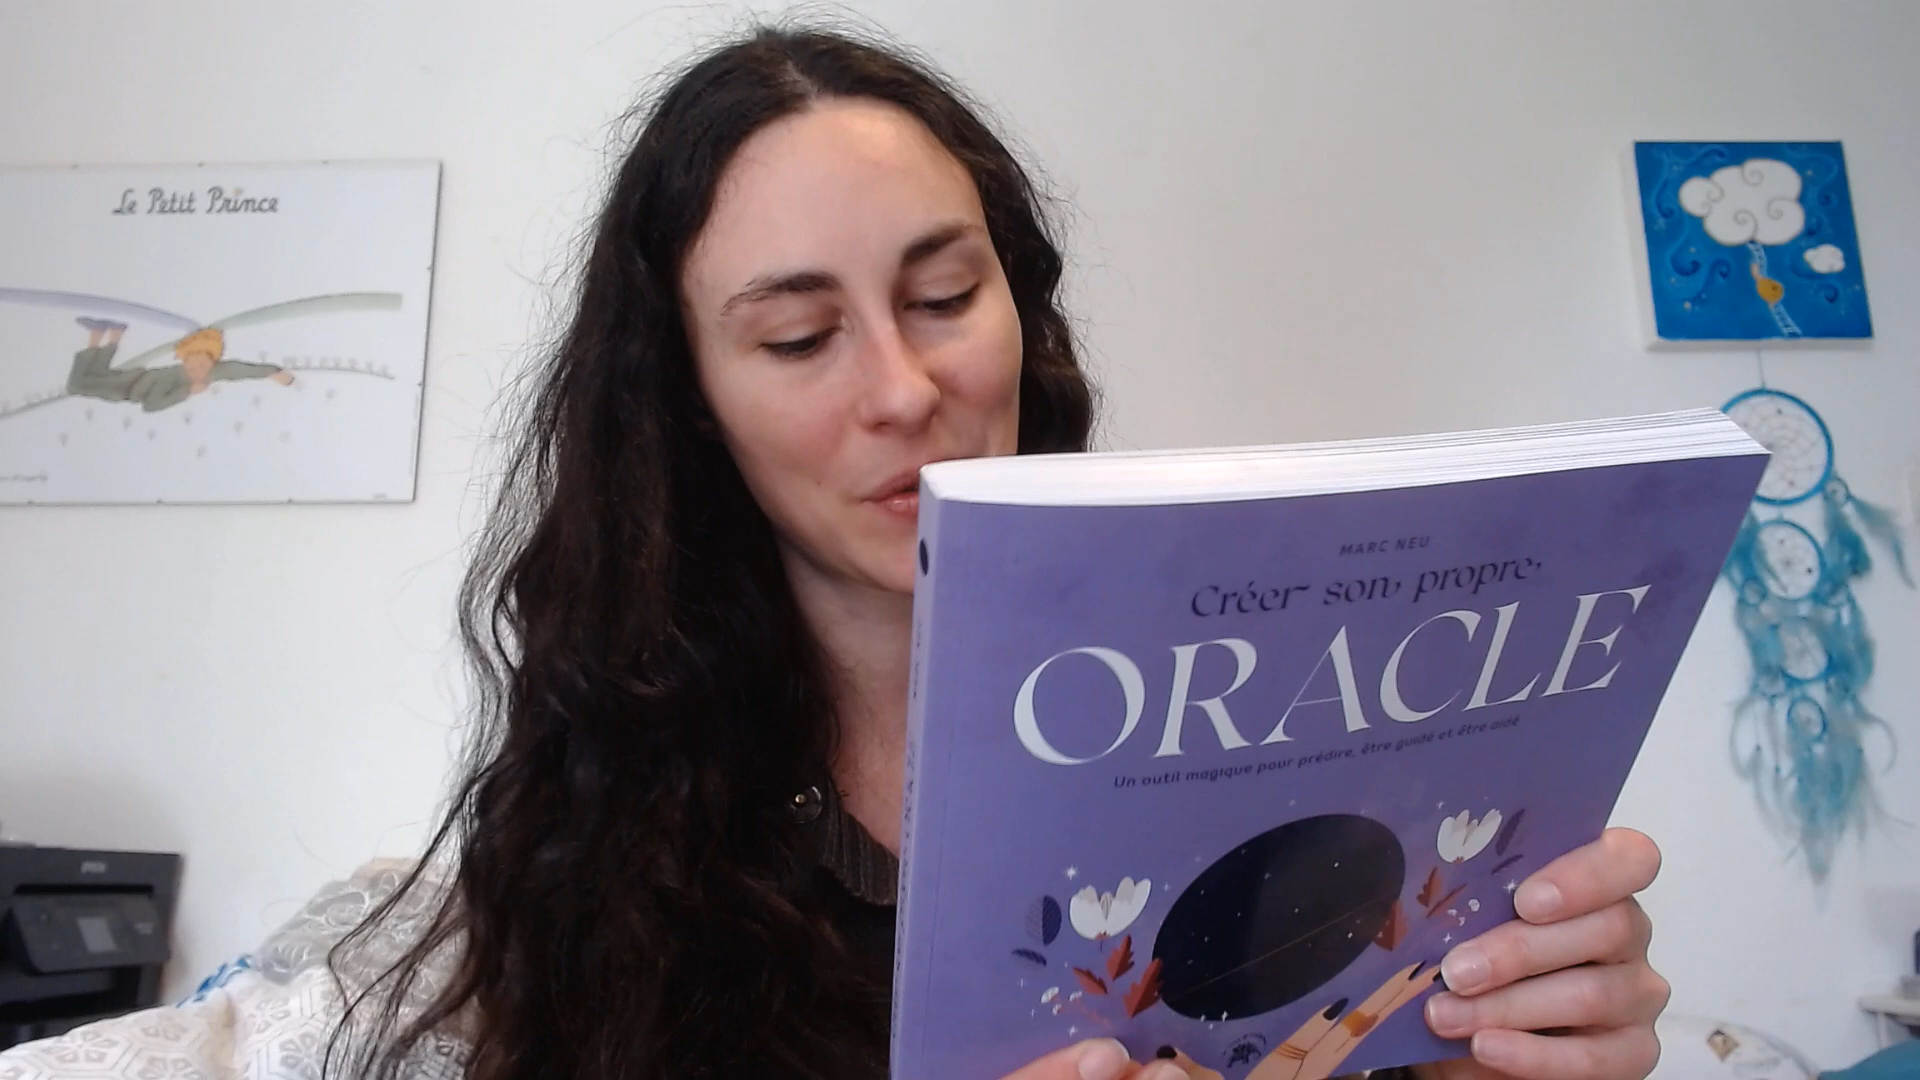 Le Petit Prince
MARC NEU
Créer son propre
ORACLE
Un outil magique pour prédire, être guidé et être aidé